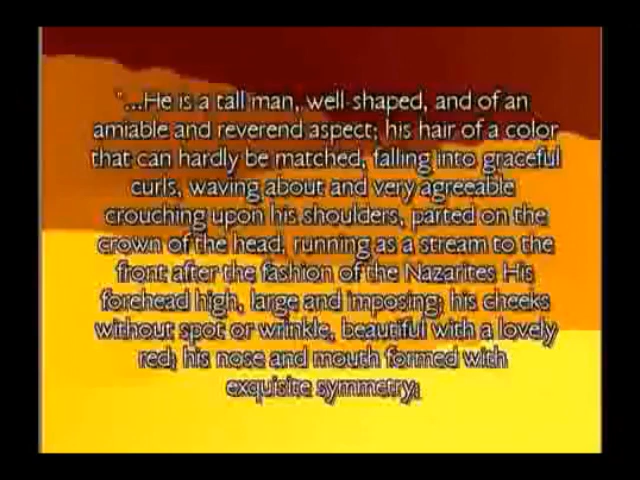 "...He is a tall man, well-shaped, and of an
amiable and reverend aspect; his hair of a color
that can hardly be matched, falling into graceful
curls, waving about and very agreeable
crouching upon his shoulders, parted on the
crown of the head, running as a stream to the
front after the fashion of the Nazarites His
forehead high, large and imposing; his cheeks
without spot or wrinkle, beautiful with a lovely
red; his nose and mouth formed with
exquisite symmetry;